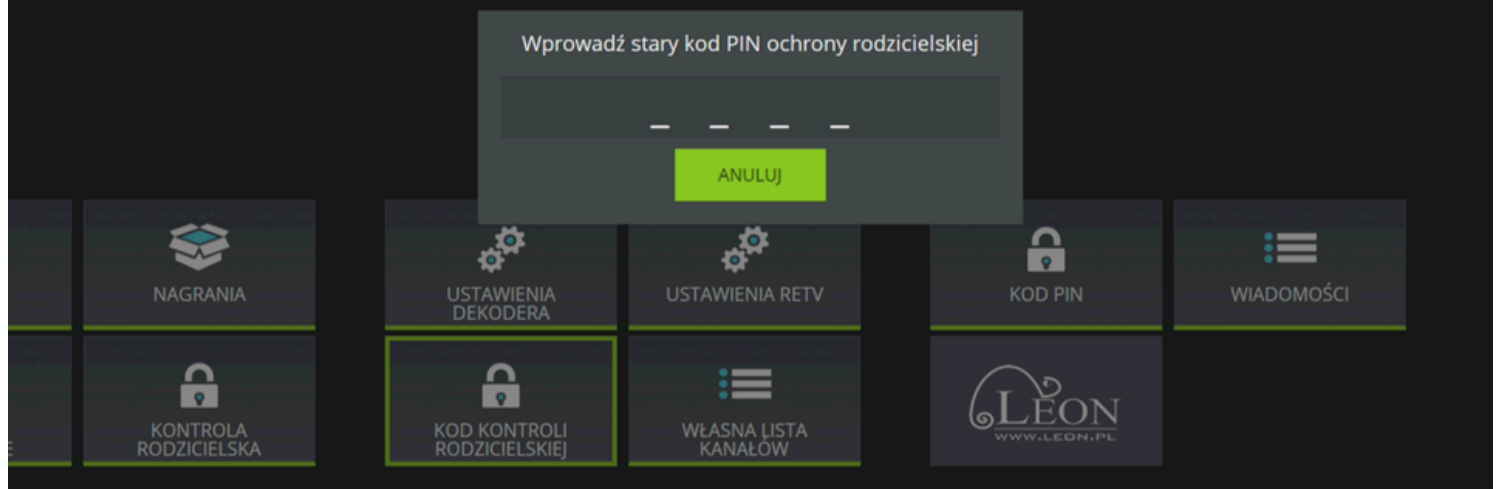 Wprowadź stary kod PIN ochrony rodzicielskiej
_ _ _ _
ANULUJ
NAGRANIA
USTAWIENIA
DEKODERA
USTAWIENIA RETV
KOD PIN
WIADOMOŚCI
E
KONTROLA
RODZICIELSKA
KOD KONTROLI
RODZICIELSKIEJ
WŁASNA LISTA
KANAŁÓW
LEON
WWW.LEON.PL